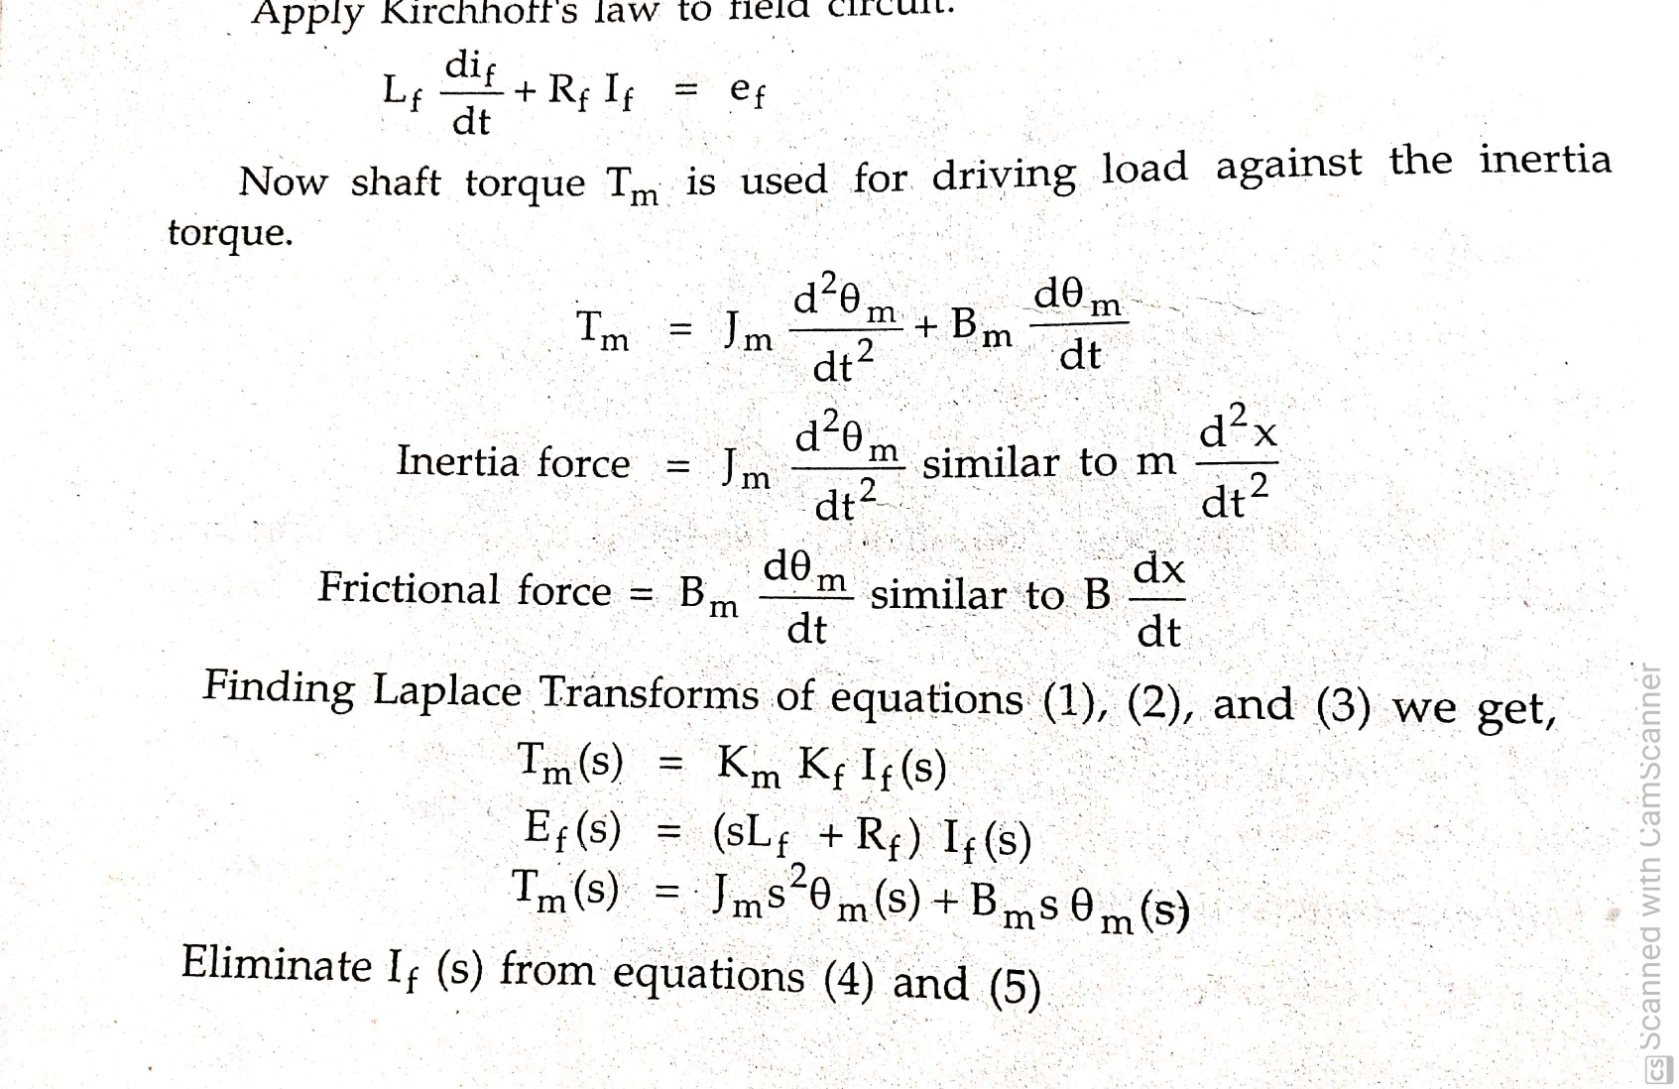 Apply Kirchhoff's law to field circuit.
L_f di_f/dt + R_f I_f = e_f
Now shaft torque T_m is used for driving load against the inertia
torque.
T_m = J_m d²θ_m/dt² + B_m dθ_m/dt
Inertia force = J_m d²θ_m/dt² similar to m d²x/dt²
Frictional force = B_m dθ_m/dt similar to B dx/dt
Finding Laplace Transforms of equations (1), (2), and (3) we get,
T_m(s) = K_m K_f I_f(s)
E_f(s) = (sL_f + R_f) I_f(s)
T_m(s) = J_m s²θ_m(s) + B_m s θ_m(s)
Eliminate I_f (s) from equations (4) and (5)
CS Scanned with CamScanner